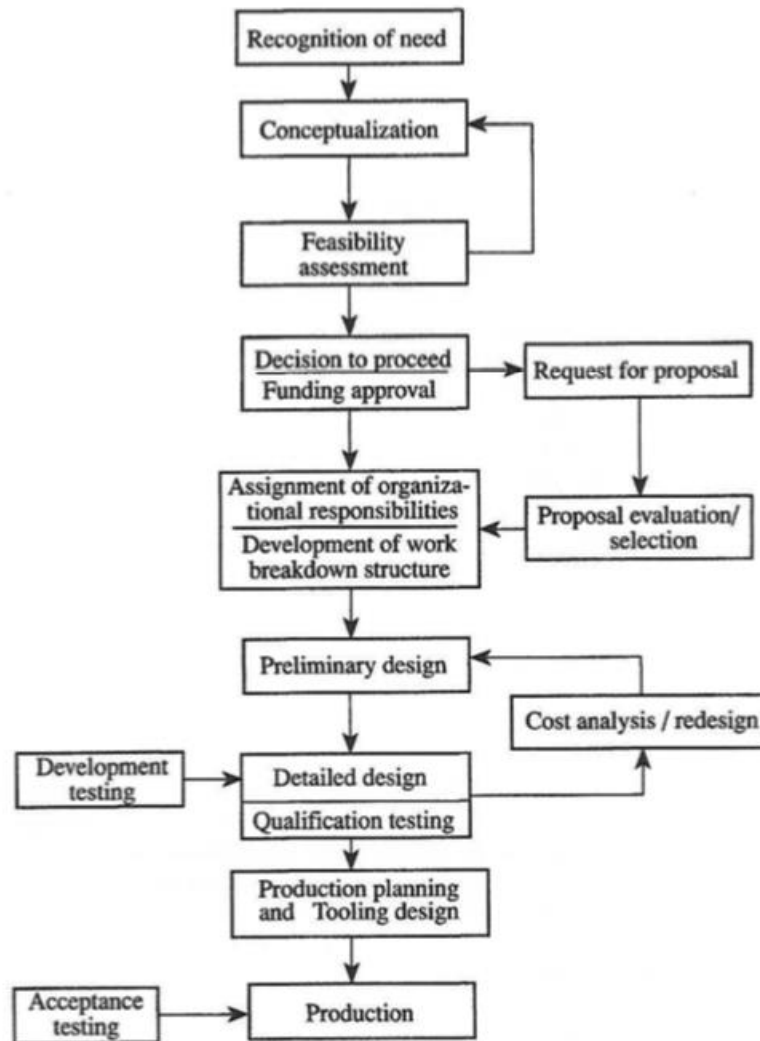 Recognition of need
Conceptualization
Feasibility
assessment
Decision to proceed
Funding approval
Request for proposal
Assignment of organiza-
tional responsibilities
Development of work
breakdown structure
Proposal evaluation/
selection
Preliminary design
Cost analysis / redesign
Development
testing
Detailed design
Qualification testing
Production planning
and Tooling design
Acceptance
testing
Production